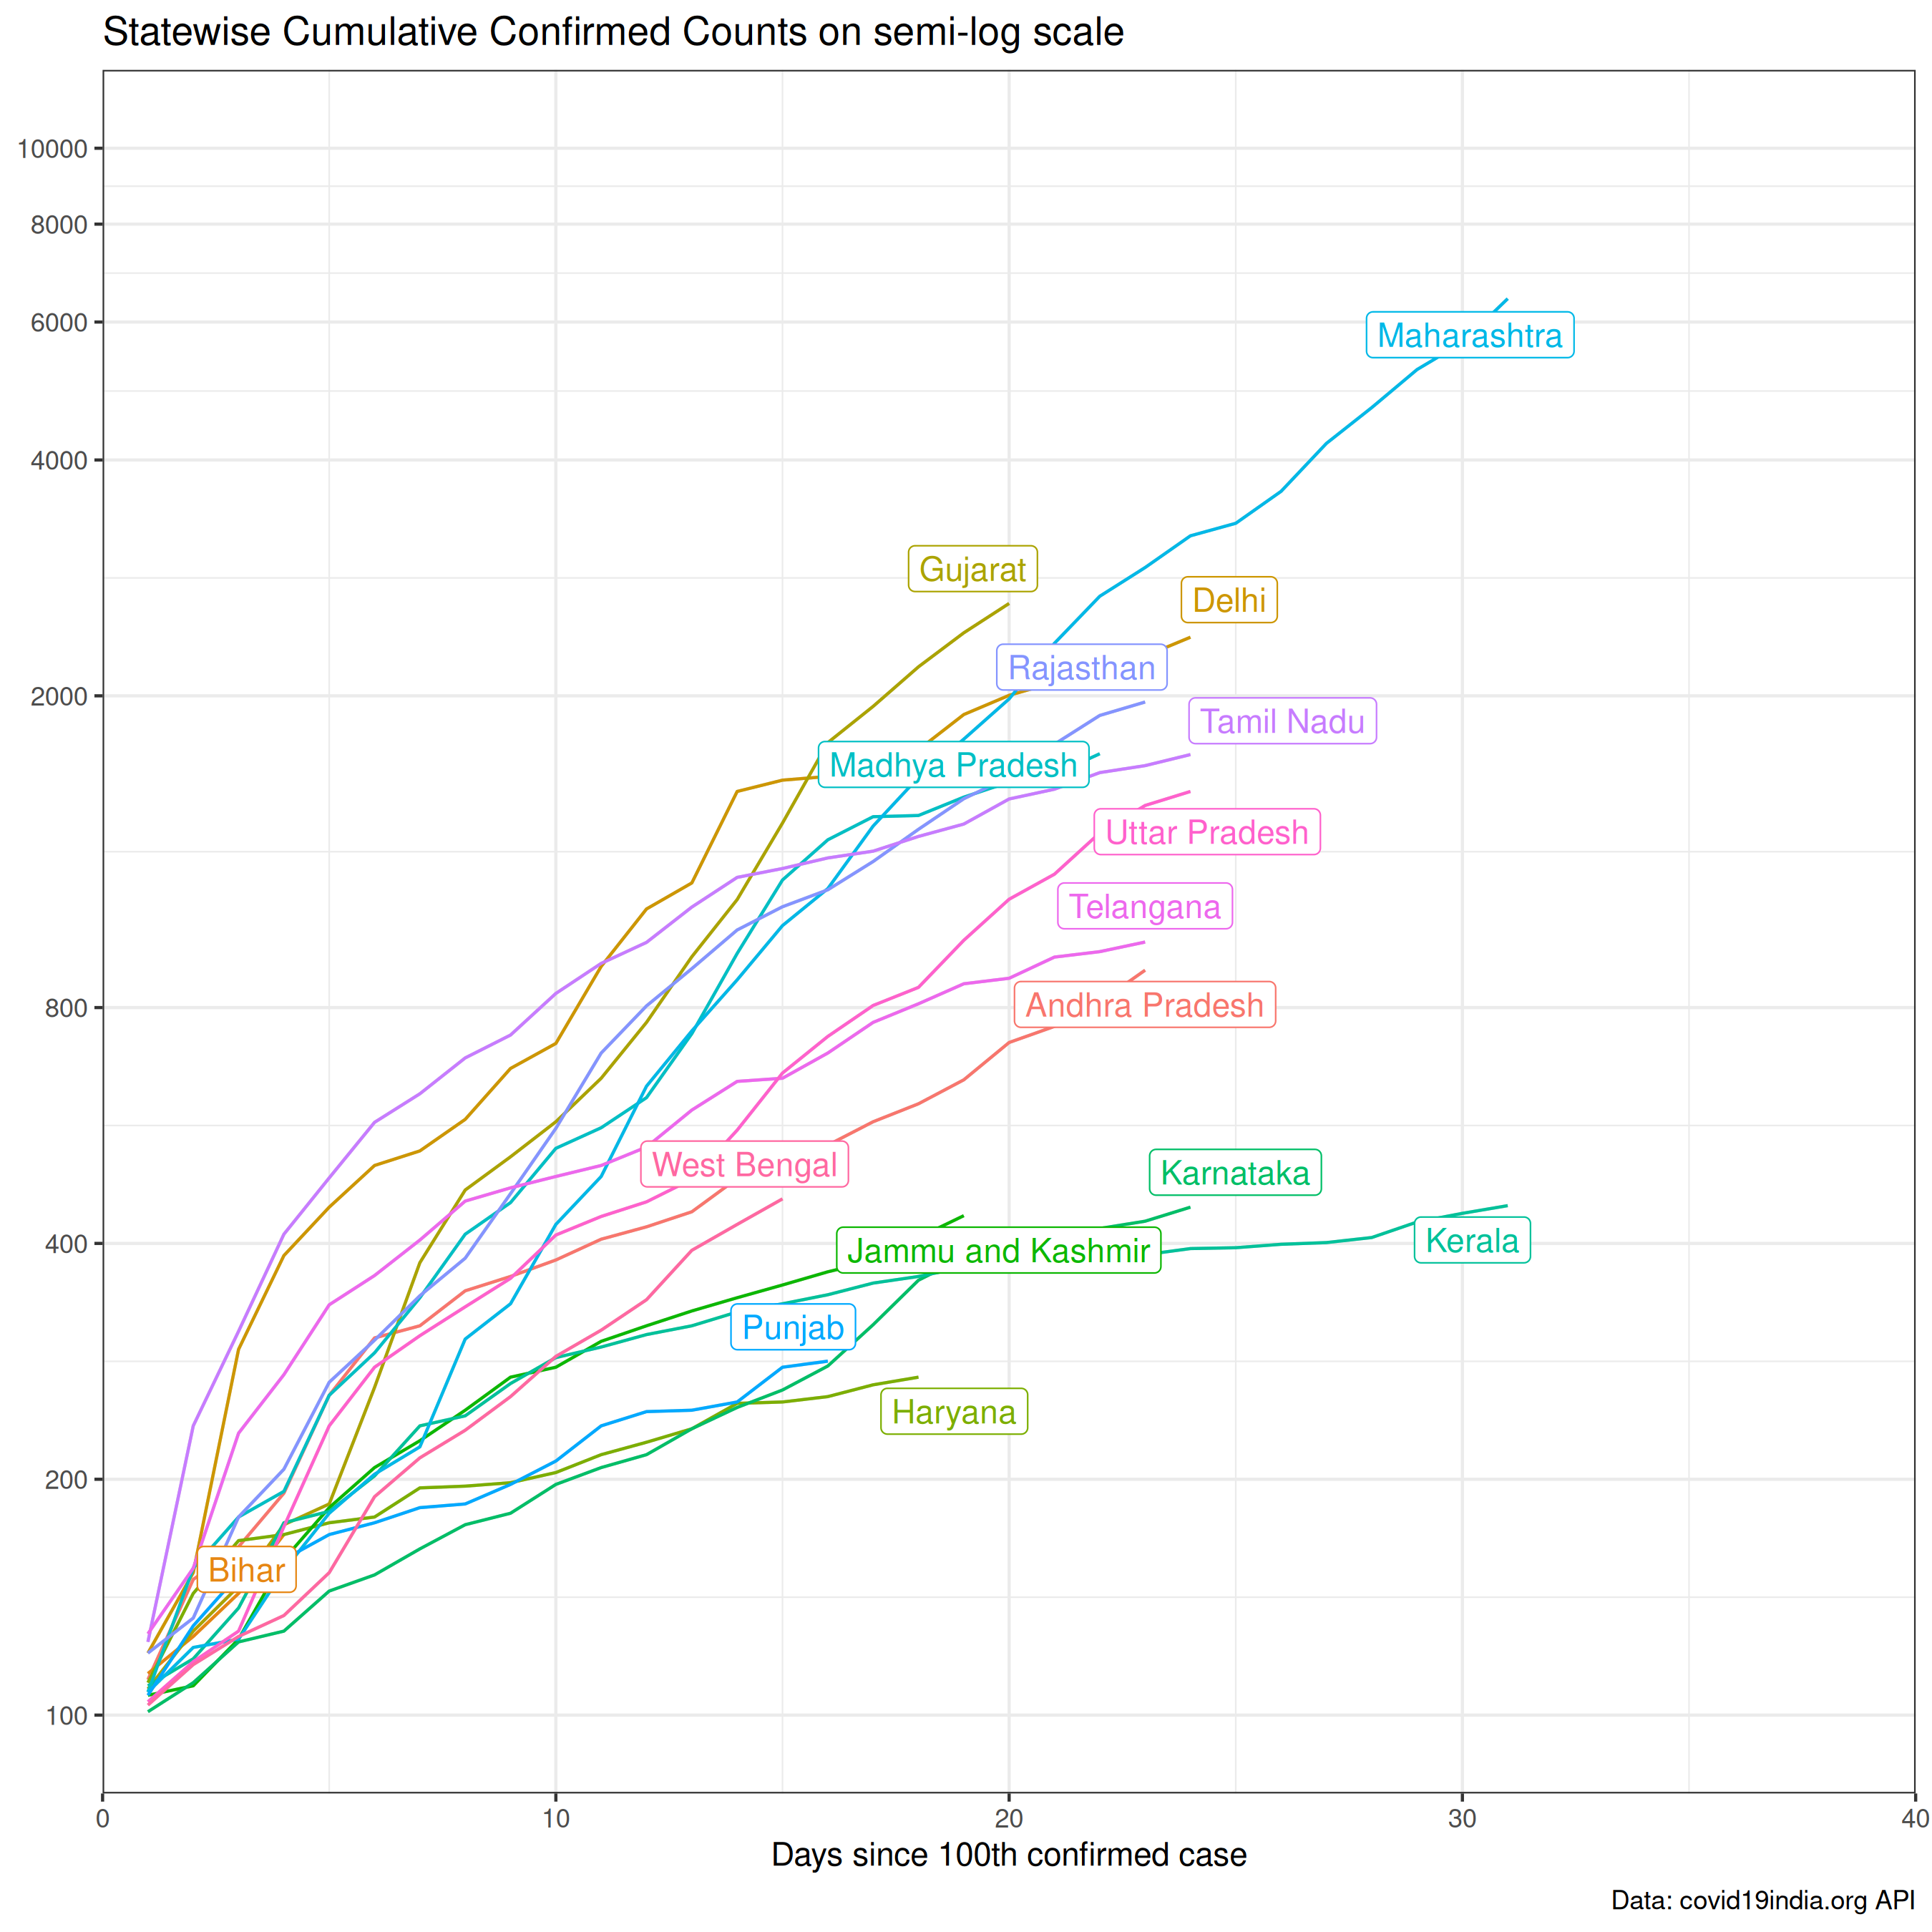 Statewise Cumulative Confirmed Counts on semi-log scale
10000
8000
6000
4000
2000
800
400
200
100
Maharashtra
Gujarat
Delhi
Rajasthan
Tamil Nadu
Madhya Pradesh
Uttar Pradesh
Telangana
Andhra Pradesh
West Bengal
Karnataka
Kerala
Jammu and Kashmir
Punjab
Haryana
Bihar
0
10
20
30
40
Days since 100th confirmed case
Data: covid19india.org API